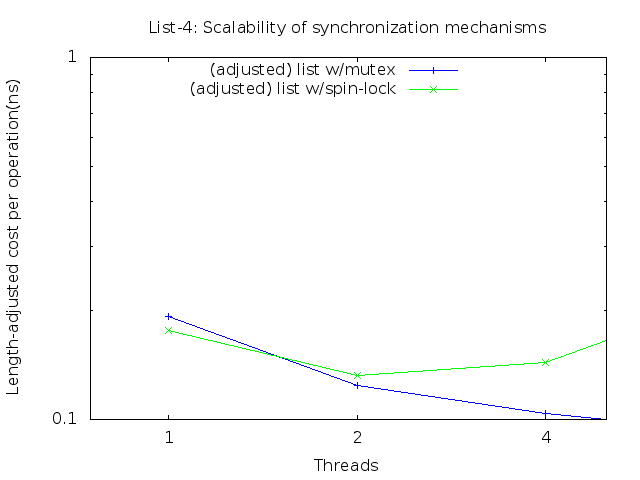 List-4: Scalability of synchronization mechanisms
1
(adjusted) list w/mutex
(adjusted) list w/spin-lock
Length-adjusted cost per operation(ns)
0.1
1 2 4
Threads